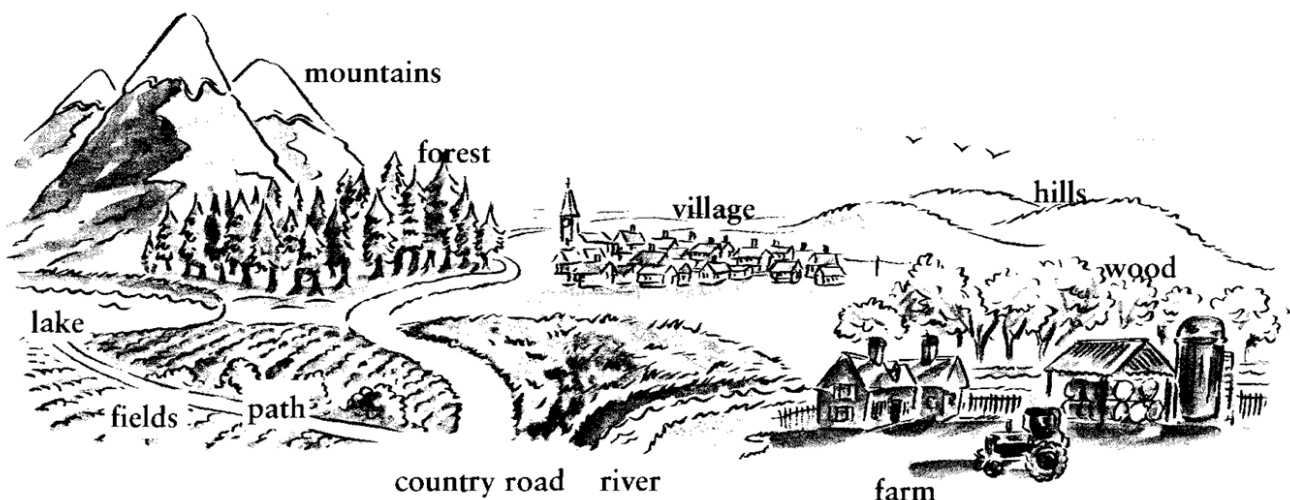 mountains
forest
village
hills
wood
lake
fields
path
country road
river
farm